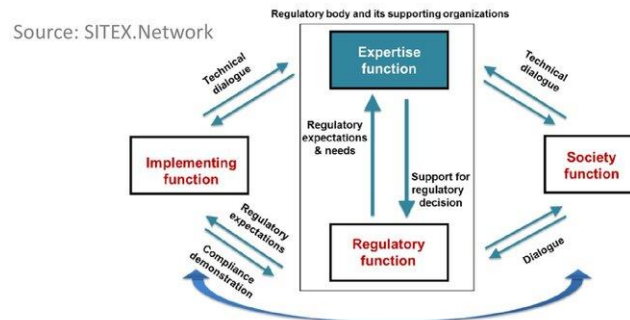 Regulatory body and its supporting organizations
Source: SITEX.Network
Expertise
function
Technical
dialogue
Technical
dialogue
Regulatory
expectations
& needs
Implementing
function
Society
function
Support for
regulatory
decision
Regulatory
expectations
Compliance
demonstration
Regulatory
function
Dialogue